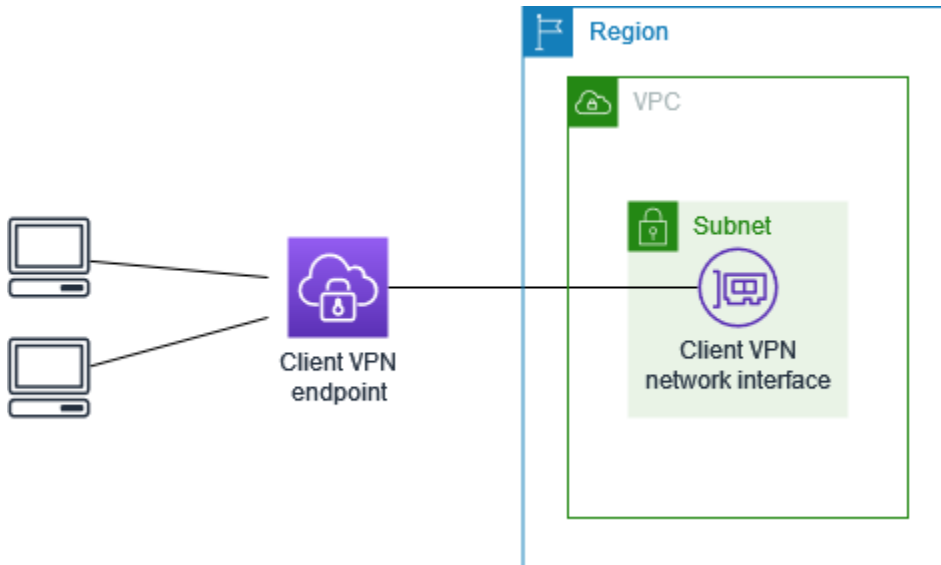 Region
VPC
Subnet
Client VPN
endpoint
Client VPN
network interface